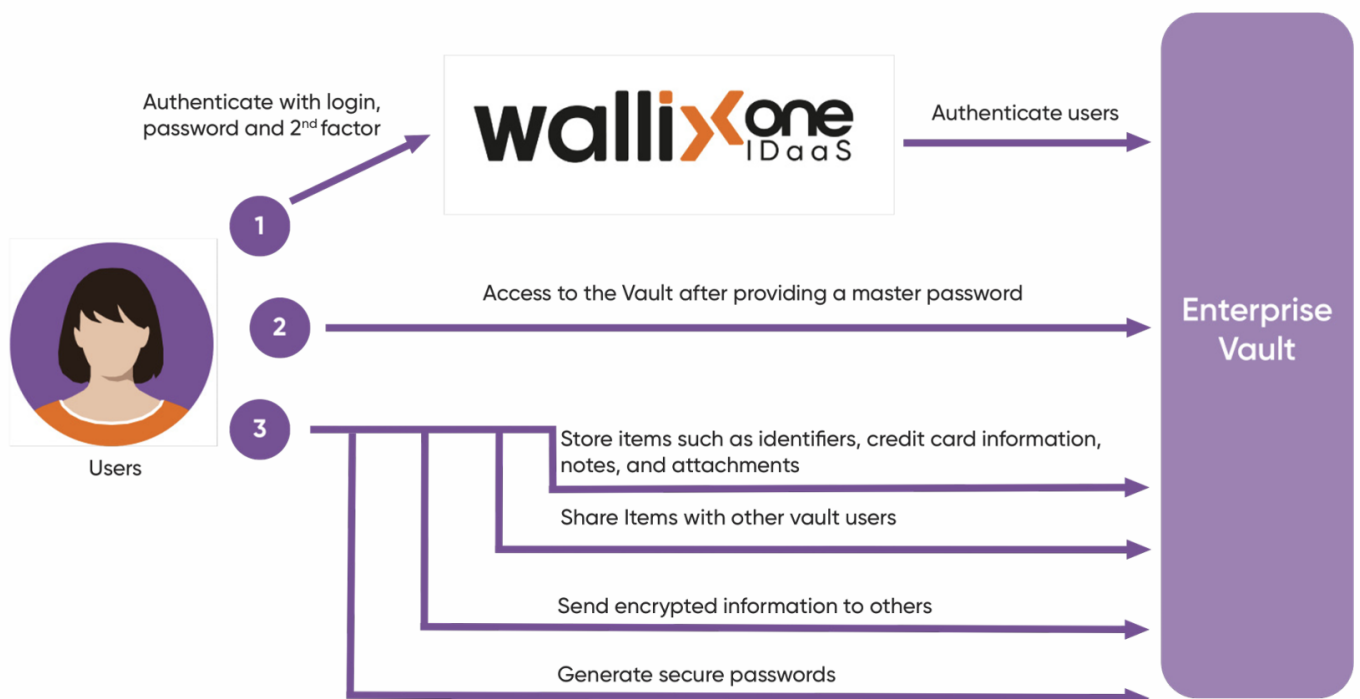 Authenticate with login,
password and 2nd factor
wallix one
IDaaS
Authenticate users
1
Access to the Vault after providing a master password
2
Enterprise
Vault
3
Users
Store items such as identifiers, credit card information,
notes, and attachments
Share Items with other vault users
Send encrypted information to others
Generate secure passwords